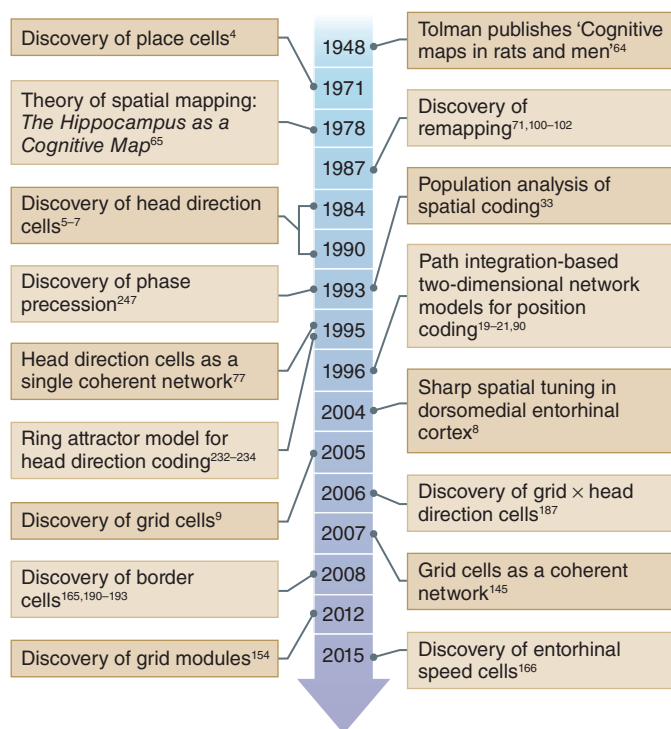 Discovery of place cells⁴
Theory of spatial mapping:
The Hippocampus as a
Cognitive Map⁶⁵
Discovery of head direction
cells⁵⁻⁷
Discovery of phase
precession²⁴⁷
Head direction cells as a
single coherent network⁷⁷
Ring attractor model for
head direction coding²³²⁻²³⁴
Discovery of grid cells⁹
Discovery of border
cells¹⁶⁵,¹⁹⁰⁻¹⁹³
Discovery of grid modules¹⁵⁴
1948
1971
1978
1987
1984
1990
1993
1995
1996
2004
2005
2006
2007
2008
2012
2015
Tolman publishes ‘Cognitive
maps in rats and men’⁶⁴
Discovery of
remapping⁷¹,¹⁰⁰⁻¹⁰²
Population analysis of
spatial coding³³
Path integration-based
two-dimensional network
models for position
coding¹⁹⁻²¹,⁹⁰
Sharp spatial tuning in
dorsomedial entorhinal
cortex⁸
Discovery of grid × head
direction cells¹⁸⁷
Grid cells as a coherent
network¹⁴⁵
Discovery of entorhinal
speed cells¹⁶⁶